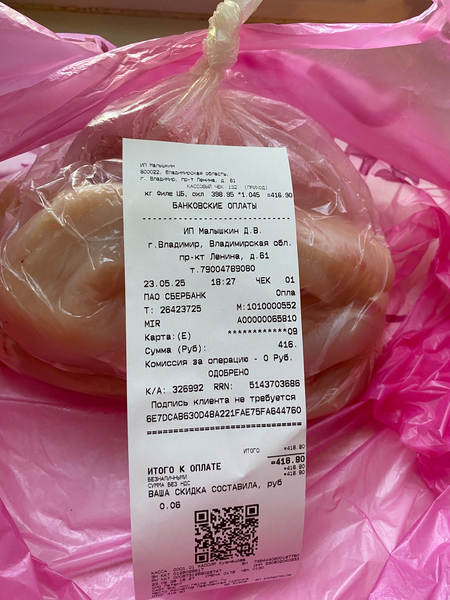 ИП Малышкин
600022, Владимирская область,
г. Владимир, пр-т Ленина, д. 61
КАССОВЫЙ ЧЕК 132 (ПРИХОД)
кг Филе ЦБ, охл 398.95 *1.045 =416.90
БАНКОВСКИЕ ОПЛАТЫ
ИП Малышкин Д.В.
г.Владимир, Владимирская обл.
пр-кт Ленина, д.61
т.79004789080
23.05.25 18:27 ЧЕК 01
ПАО СБЕРБАНК Опла
Т: 26423725 М:1010000552
MIR A00000065810
Карта:(E) ************09
Сумма (Руб): 416.
Комиссия за операцию - 0 Руб.
ОДОБРЕНО
К/А: 326992 RRN: 5143703686
Подпись клиента не требуется
6E7DCAB630D48A221FAE75FA644760
==============================
ИТОГО =416.90
ИТОГО К ОПЛАТЕ =416.90
БЕЗНАЛИЧНЫМИ =416.90
СУММА БЕЗ НДС =416.90
ВАША СКИДКА СОСТАВИЛА, руб
0.06